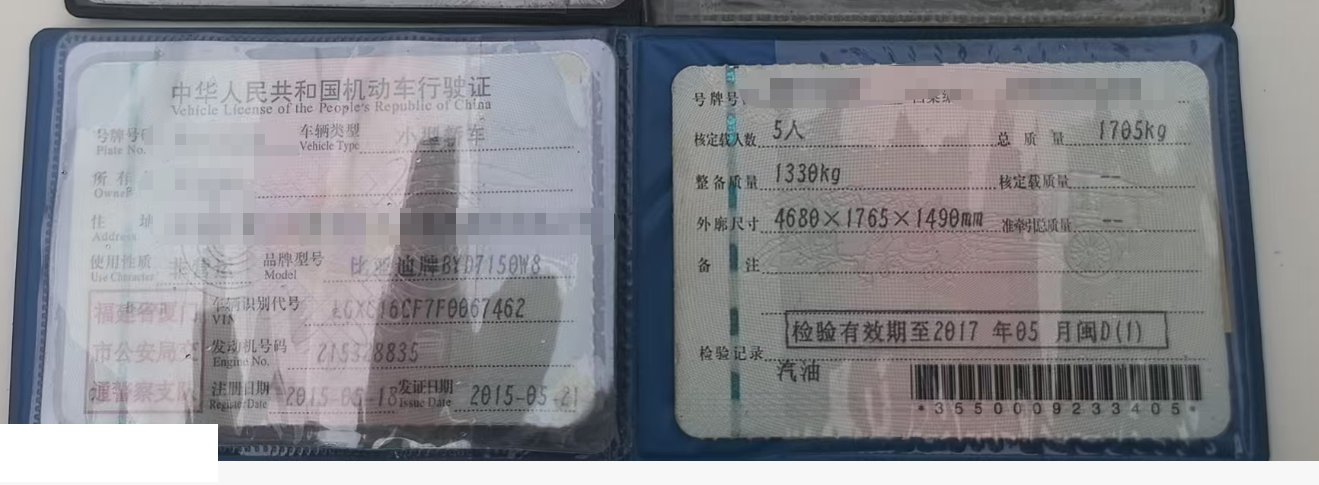 中华人民共和国机动车行驶证
Vehicle License of the People's Republic of China
号牌号
Plate No.
车辆类型
Vehicle Type
小型轿车
所有
Owner
住 址
Address
使用性质
Use Character
非营运
品牌型号
Model
比亚迪牌BYD7150W8
福建省厦门
市公安局交
通警察支队
车辆识别代号
VIN
LGXC16CF7F0067462
发动机号码
Engine No.
215328835
注册日期
Register Date
2015-05-18
发证日期
Issue Date
2015-05-21
号牌号
核定载人数 5人
总质量 1705kg
整备质量 1330kg
核定载质量 --
外廓尺寸 4680×1765×1490mm
准牵引总质量 --
备 注
检验有效期至2017 年05 月闽D(1)
检验记录
汽油
*3550009233405*